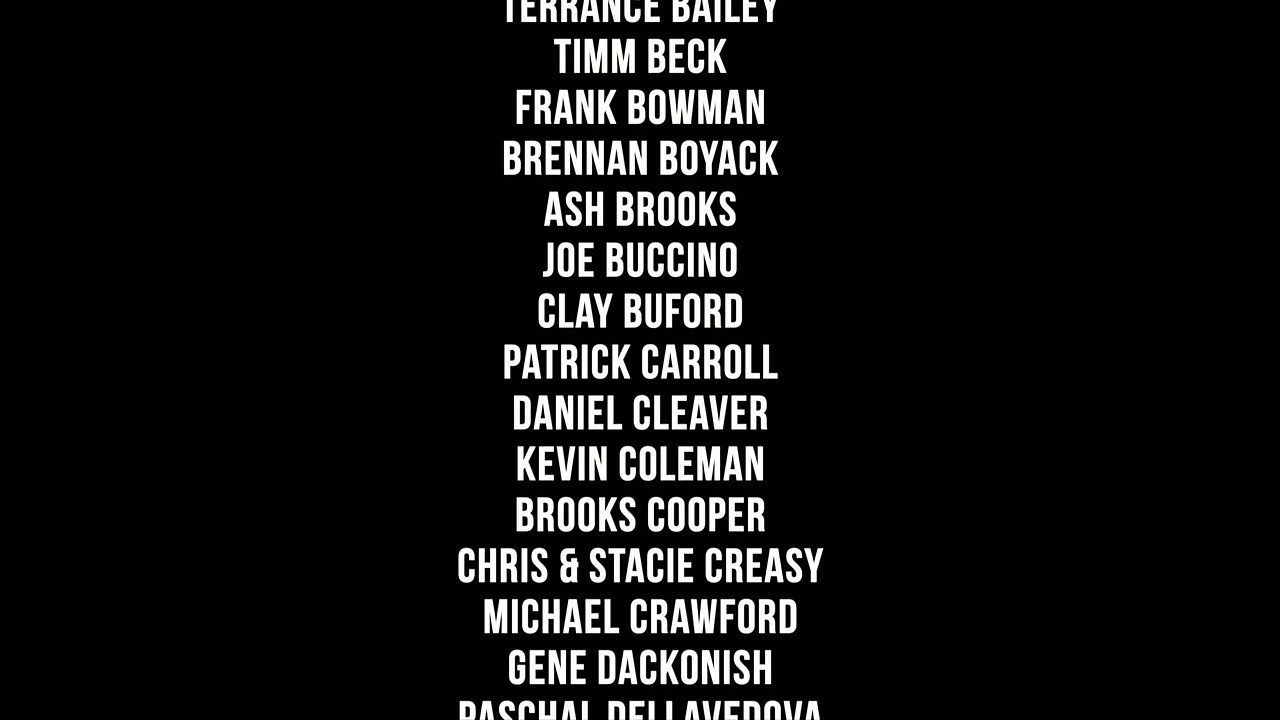 TERRANCE BAILEY
TIMM BECK
FRANK BOWMAN
BRENNAN BOYACK
ASH BROOKS
JOE BUCCINO
CLAY BUFORD
PATRICK CARROLL
DANIEL CLEAVER
KEVIN COLEMAN
BROOKS COOPER
CHRIS & STACIE CREASY
MICHAEL CRAWFORD
GENE DACKONISH
PASCHAL DELLAVEDOVA